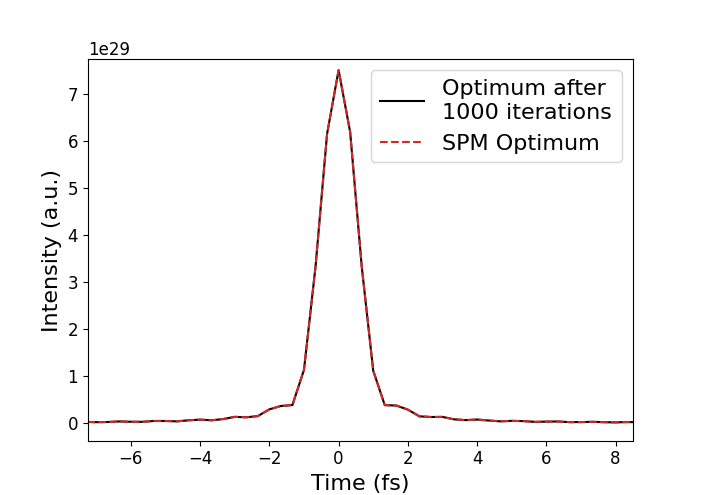 1e29
7
6
5
4
3
2
1
0
Intensity (a.u.)
Optimum after
1000 iterations
SPM Optimum
−6
−4
−2
0
2
4
6
8
Time (fs)